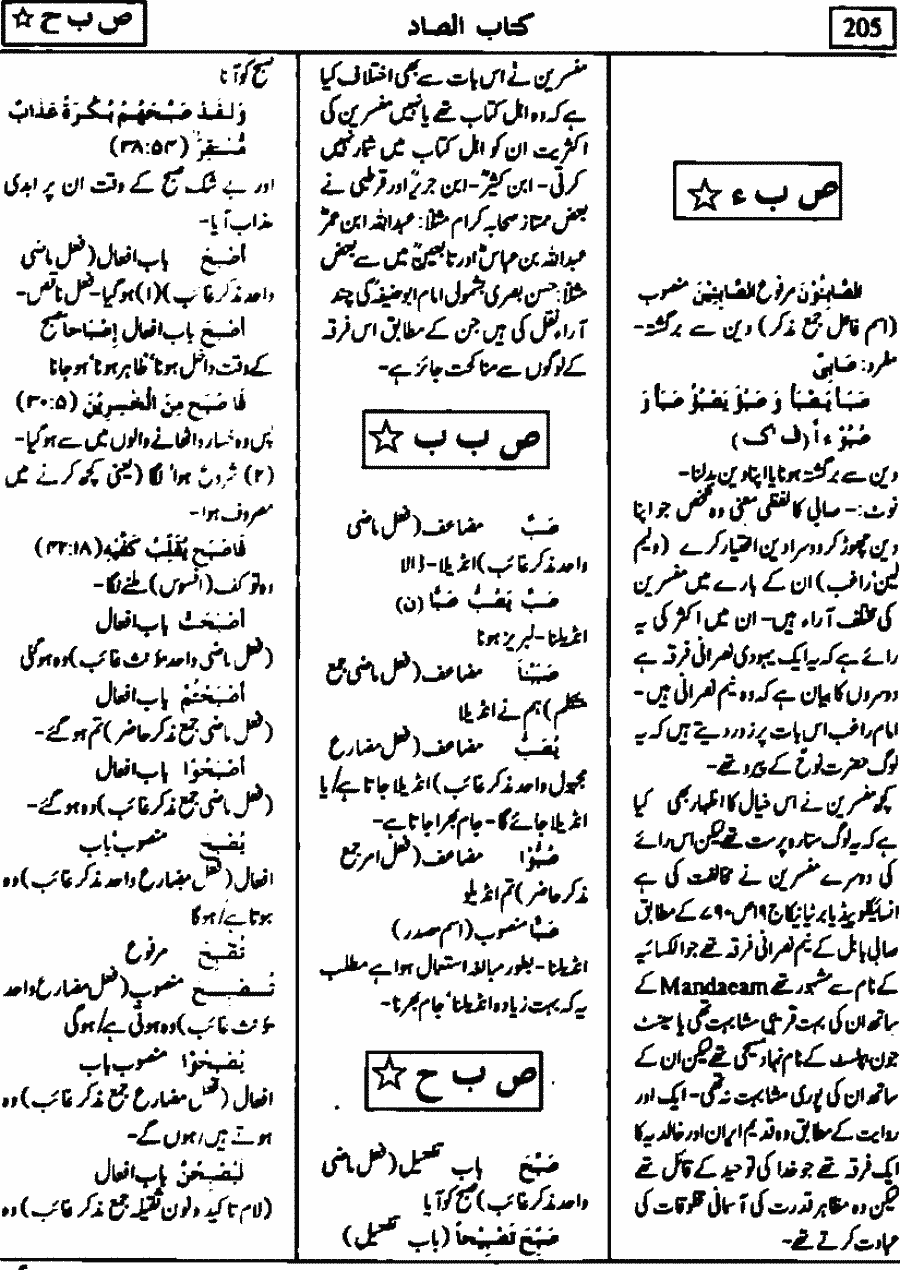 205
كتاب الصاد
ص ب ح ☆
ص ب ء ☆
الصَّابِئُوْنَ مرفوع الصَّابِئِيْنَ منصوب
(اسم فاعل جمع مذکر) دین سے برگشتہ-
مفرد: صَابِئٌ
صَبَأَ يَصْبَأُ وَ صَبُؤَ يَصْبُؤُ صَبْأً وَ
صُبُوْءاً (ف ک)
دین سے برگشتہ ہونا یا اپنا دین بدلنا-
نوٹ:- صابی کا لفظی معنی وہ شخص جو اپنا
دین چھوڑ کر دوسرا دین اختیار کرے (ولیم
لین' راغب) ان کے بارے میں مفسرین
کی مختلف آراء ہیں- ان میں اکثر کی یہ
رائے ہے کہ یہ ایک یہودی نصرانی فرقہ ہے
دوسروں کا بیان ہے کہ وہ نیم نصرانی ہیں-
امام راغب اس بات پر زور دیتے ہیں کہ یہ
لوگ حضرت نوحؑ کے پیرو تھے-
کچھ مفسرین نے اس خیال کا اظہار بھی کیا
ہے کہ یہ لوگ ستارہ پرست تھے لیکن اس رائے
کی دوسرے مفسرین نے مخالفت کی ہے
انسائیکلوپیڈیا برٹانیکا ج ۱۹ ص ۷۹۰ کے مطابق
صابی بابل کے نیم نصرانی فرقہ تھے جو الکسائیہ
کے نام سے مشہور تھے Mandaeam کے
ساتھ ان کی بہت قریبی مشابہت تھی یا سینٹ
جون بپٹسٹ کے نام نہاد مسیحی تھے لیکن ان کے
ساتھ ان کی پوری مشابہت نہ تھی- ایک اور
روایت کے مطابق وہ قدیم ایران اور خالدیہ کا
ایک فرقہ تھے جو خدا کی توحید کے قائل تھے
لیکن وہ مظاہر قدرت کی آسمانی مخلوقات کی
عبادت کرتے تھے-
مفسرین نے اس بات سے بھی اختلاف کیا
ہے کہ وہ اہل کتاب تھے یا نہیں مفسرین کی
اکثریت ان کو اہل کتاب میں شمار نہیں
کرتی- ابن کثیرؒ- ابن جریرؒ اور قرطبی نے
بعض ممتاز صحابہ کرام مثلاً: عبداللہ ابن عمرؓ
عبداللہ بن عباسؓ اور تابعینؒ میں سے بعض
مثلاً: حسن بصری بشمول امام ابوحنیفہ کی چند
آراء نقل کی ہیں جن کے مطابق اس فرقہ
کے لوگوں سے مناکحت جائز ہے-
ص ب ب ☆
صَبَّ مضاعف (فعل ماضی
واحد مذکر غائب) انڈیلا- ڈالا
صَبَّ يَصُبُّ صَبًّا (ن)
انڈیلنا- لبریز ہونا
صَبَبْنَا مضاعف (فعل ماضی جمع
متکلم) ہم نے انڈیلا
يُصَبُّ مضاعف (فعل مضارع
مجہول واحد مذکر غائب) انڈیلا جاتا ہے/ یا
انڈیلا جائے گا- جام بھرا جاتا ہے-
صُبُّوْا مضاعف (فعل امر جمع
مذکر حاضر) تم انڈیلو
صَبًّا منصوب (اسم مصدر)
انڈیلنا- بطور مبالغہ استعمال ہوا ہے مطلب
یہ کہ بہت زیادہ انڈیلنا' جام بھرنا-
ص ب ح ☆
صَبَّحَ باب تفعیل (فعل ماضی
واحد مذکر غائب) صبح کو آیا
صَبَّحَ تَصْبِيْحاً (باب تفعیل)
صبح کو آنا
وَلَقَدْ صَبَّحَهُمْ بُكْرَةً عَذَابٌ
مُّسْتَقِرٌّ (۳۸:۵۴)
اور بے شک صبح کے وقت ان پر ابدی
عذاب آیا-
أَصْبَحَ باب افعال (فعل ماضی
واحد مذکر غائب) (۱) ہو گیا- فعل ناقص-
أَصْبَحَ باب افعال إِصْبَاحاً صبح
کے وقت داخل ہونا' ظاہر ہونا' ہو جانا
فَاَصْبَحَ مِنَ الْخٰسِرِيْنَ (۳۰:۵)
پس وہ خسارہ اٹھانے والوں میں سے ہو گیا-
(۲) شروع ہوا' لگا (یعنی کچھ کرنے میں
مصروف ہوا-
فَاَصْبَحَ يُقَلِّبُ كَفَّيْهِ (۴۲:۱۸)
وہ تو کف (افسوس) ملنے لگا-
أَصْبَحَتْ باب افعال
(فعل ماضی واحد مؤنث غائب) وہ ہو گئی
أَصْبَحْتُمْ باب افعال
(فعل ماضی جمع مذکر حاضر) تم ہو گئے-
أَصْبَحُوْا باب افعال
(فعل ماضی جمع مذکر غائب) وہ ہو گئے-
يُصْبِحَ منصوب باب
افعال (فعل مضارع واحد مذکر غائب) وہ
ہوتا ہے/ ہوگا
تُصْبِحُ مرفوع
تُصْبِحَ منصوب (فعل مضارع واحد
مؤنث غائب) وہ ہوتی ہے/ ہوگی
يُصْبِحُوْا منصوب باب
افعال (فعل مضارع جمع مذکر غائب) وہ
ہوتے ہیں/ ہوں گے-
لَيُصْبِحُنَّ باب افعال
(لام تاکید و نون ثقیلہ جمع مذکر غائب) وہ